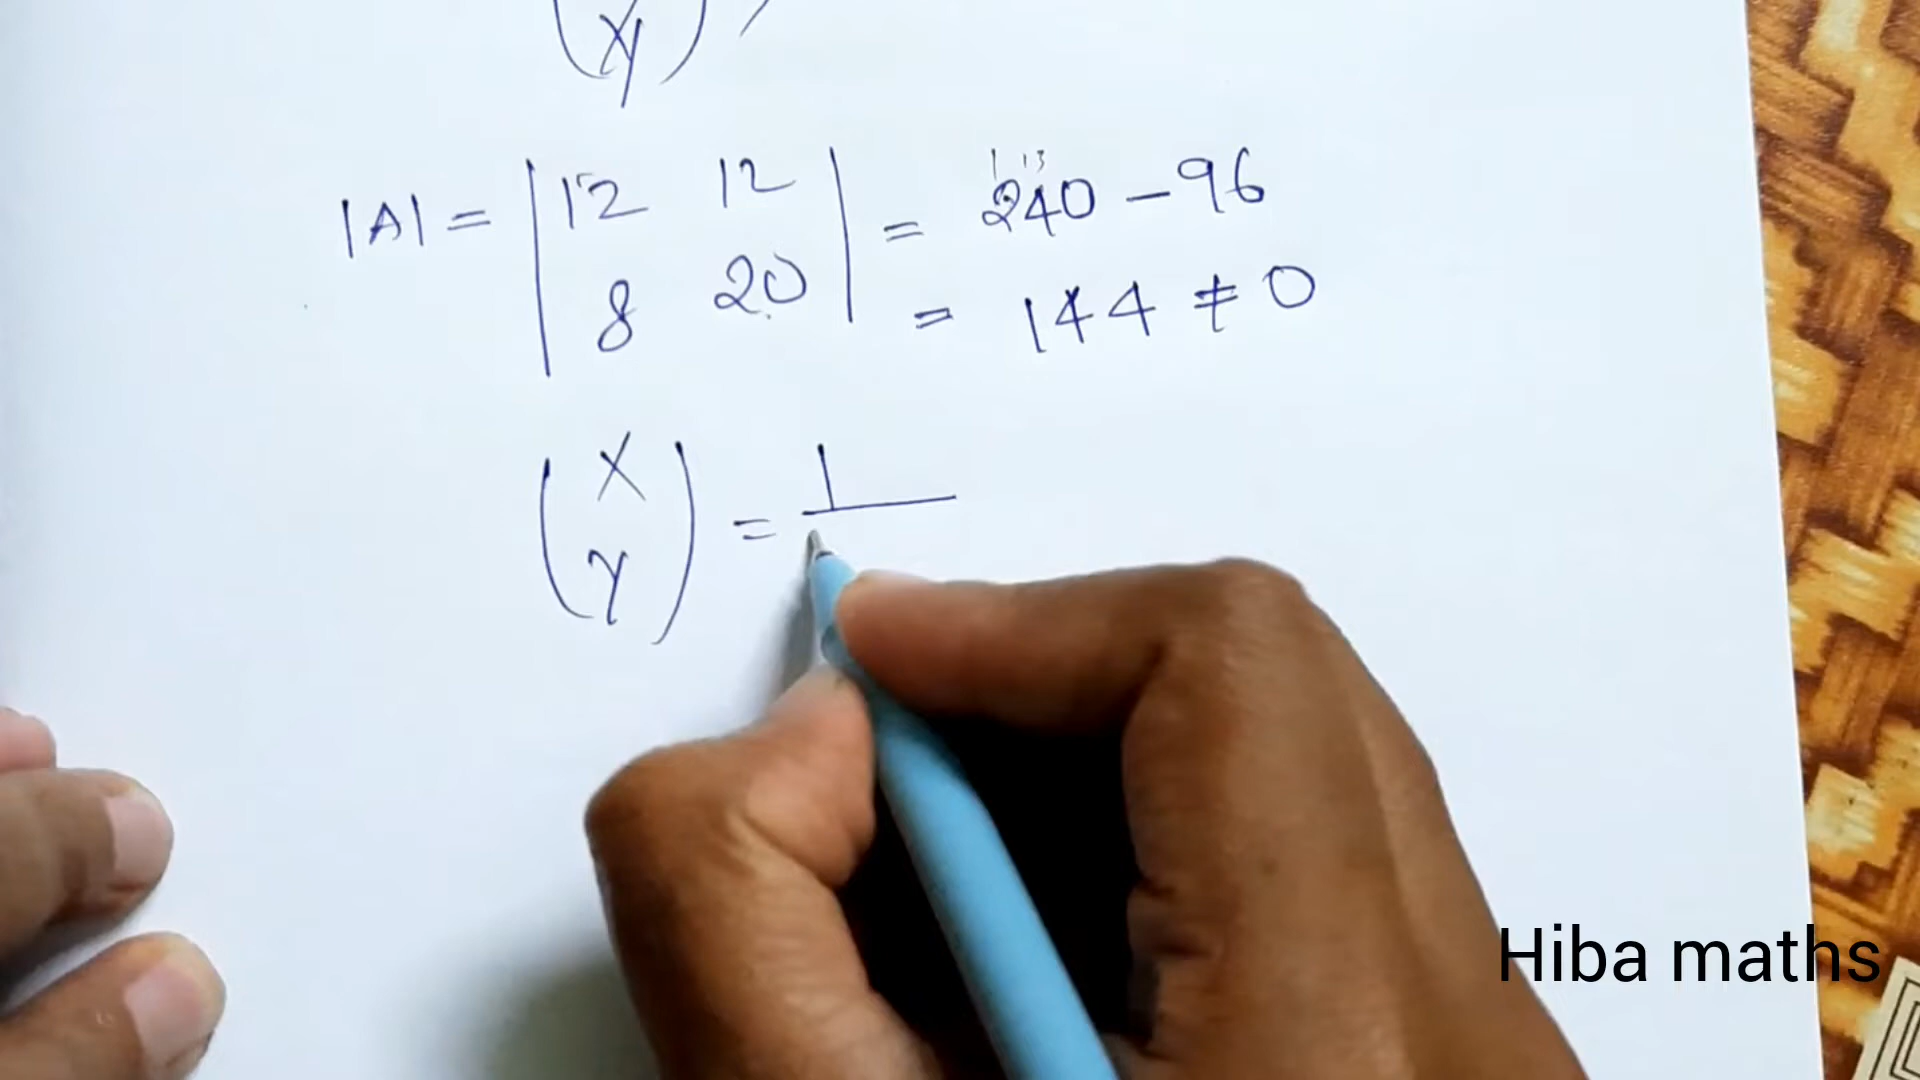 (x/y)
|A| = | 12 12 | = 240 - 96
| 8 20 | = 144 ≠ 0
( x
y ) = 1/
Hiba maths